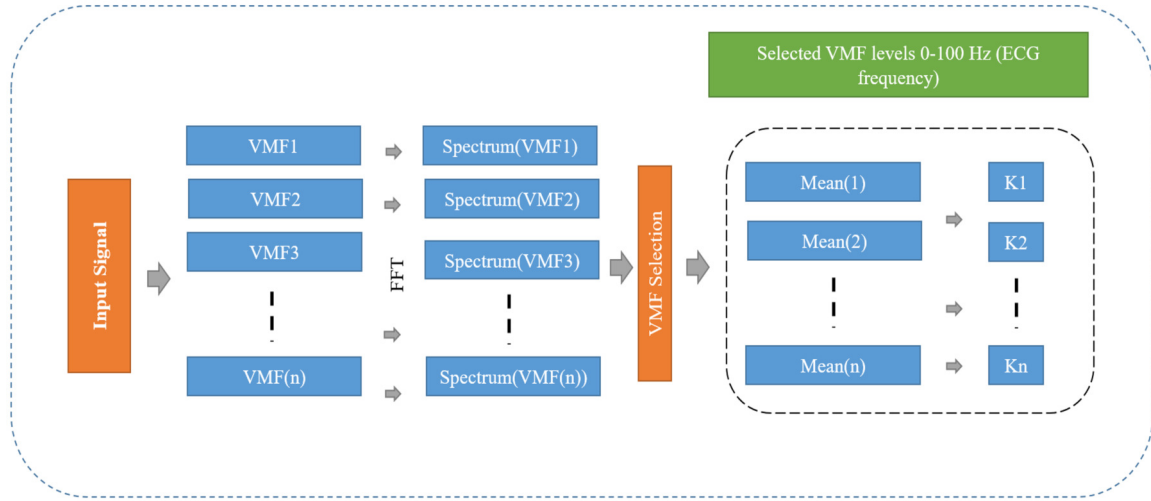 Selected VMF levels 0-100 Hz (ECG
frequency)
Input Signal
VMF1
VMF2
VMF3
VMF(n)
FFT
Spectrum(VMF1)
Spectrum(VMF2)
Spectrum(VMF3)
Spectrum(VMF(n))
VMF Selection
Mean(1)
Mean(2)
Mean(n)
K1
K2
Kn